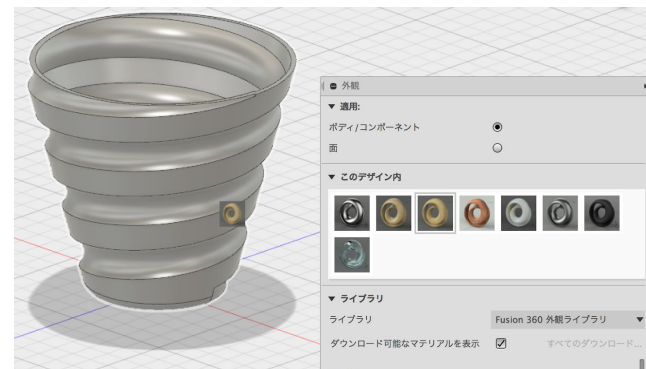 外観
適用:
ボディ/コンポーネント
面
このデザイン内
ライブラリ
ライブラリ Fusion 360 外観ライブラリ
ダウンロード可能なマテリアルを表示 すべてのダウンロード...